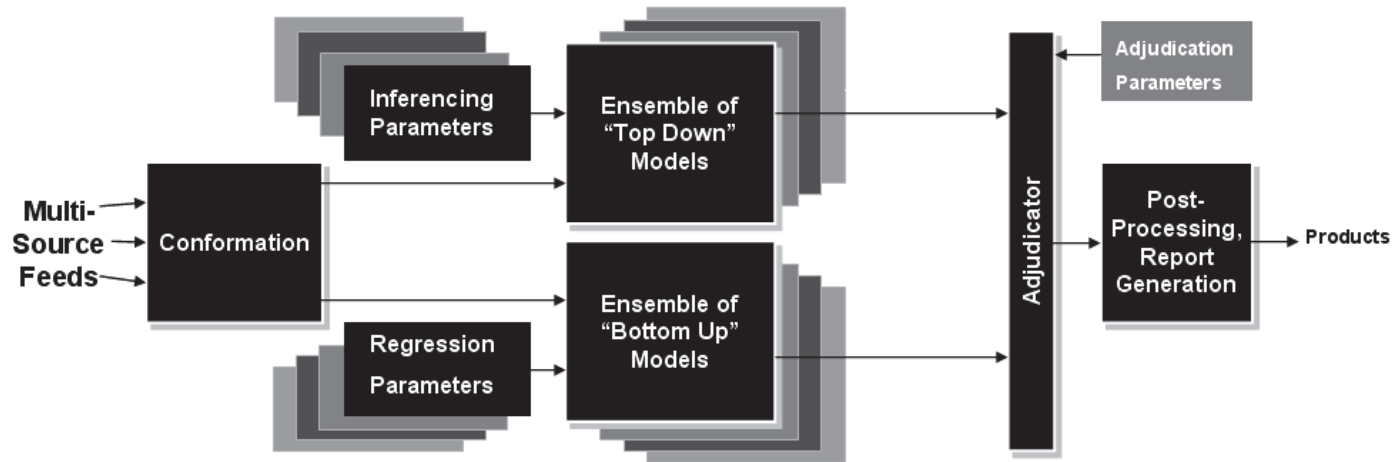 Multi-
Source
Feeds
Conformation
Inferencing
Parameters
Ensemble of
“Top Down”
Models
Regression
Parameters
Ensemble of
“Bottom Up”
Models
Adjudicator
Adjudication
Parameters
Post-
Processing,
Report
Generation
Products